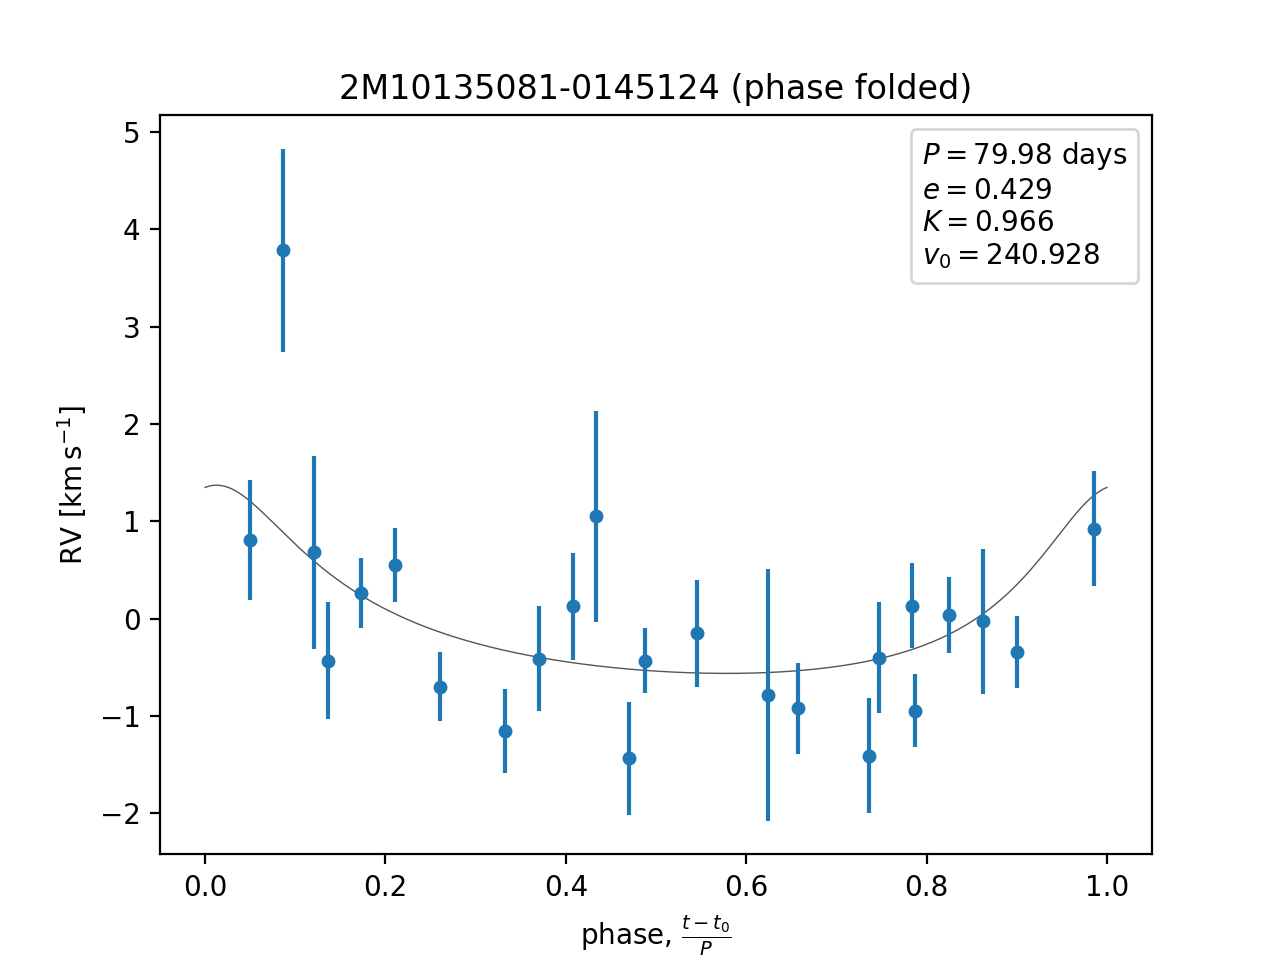 2M10135081-0145124 (phase folded)
P = 79.98 days
e = 0.429
K = 0.966
v₀ = 240.928
RV [km s⁻¹]
5
4
3
2
1
0
−1
−2
0.0 0.2 0.4 0.6 0.8 1.0
phase, (t − t₀)/P